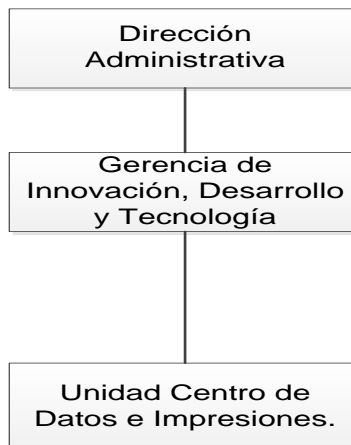 Dirección
Administrativa
Gerencia de
Innovación, Desarrollo
y Tecnología
Unidad Centro de
Datos e Impresiones.